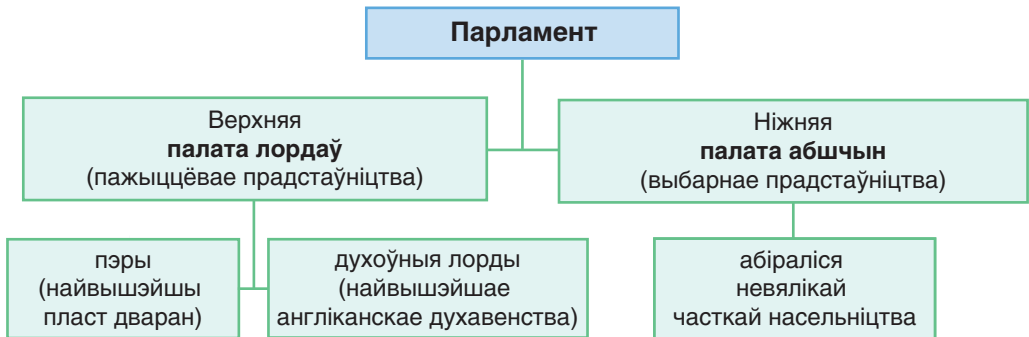 Парламент
Верхняя
палата лордаў
(пажыццёвае прадстаўніцтва)
Ніжняя
палата абшчын
(выбарнае прадстаўніцтва)
пэры
(найвышэйшы
пласт дваран)
духоўныя лорды
(найвышэйшае
англіканскае духавенства)
абіраліся
невялікай
часткай насельніцтва